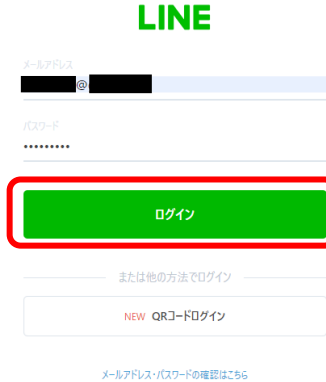 LINE
メールアドレス
@
パスワード
•••••••••
ログイン
または他の方法でログイン
NEW QRコードログイン
メールアドレス・パスワードの確認はこちら